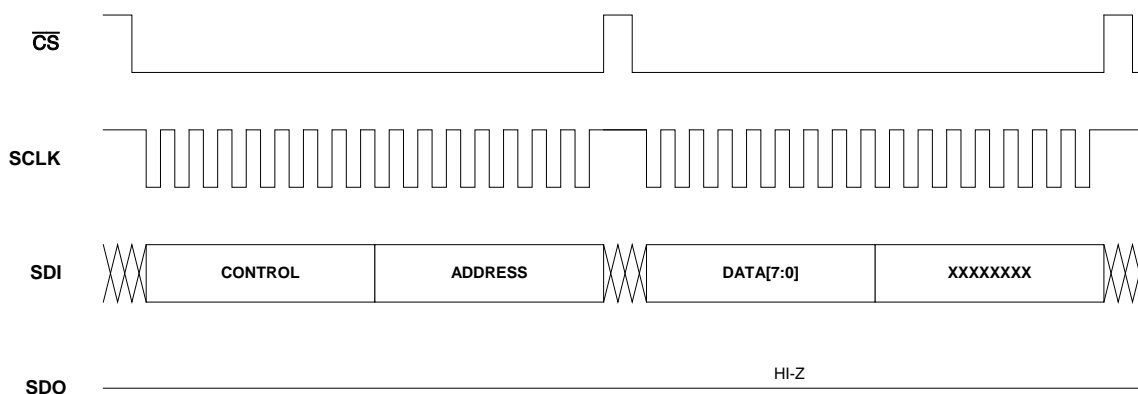 CS
SCLK
SDI CONTROL ADDRESS DATA[7:0] XXXXXXXX
HI-Z
SDO